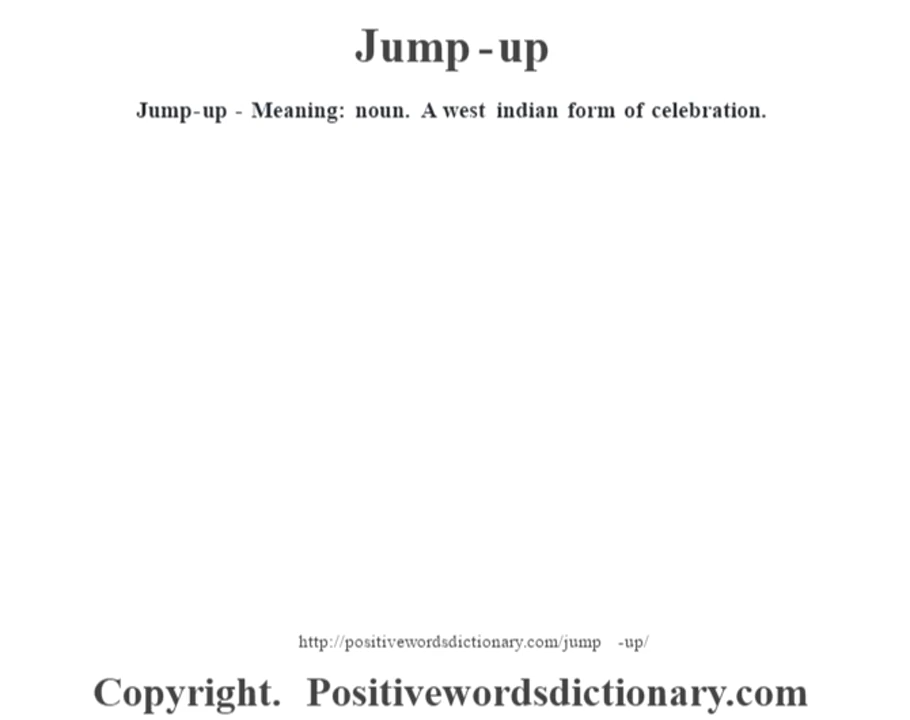 Jump-up
Jump-up - Meaning: noun. A west indian form of celebration.
http://positivewordsdictionary.com/jump -up/
Copyright. Positivewordsdictionary.com